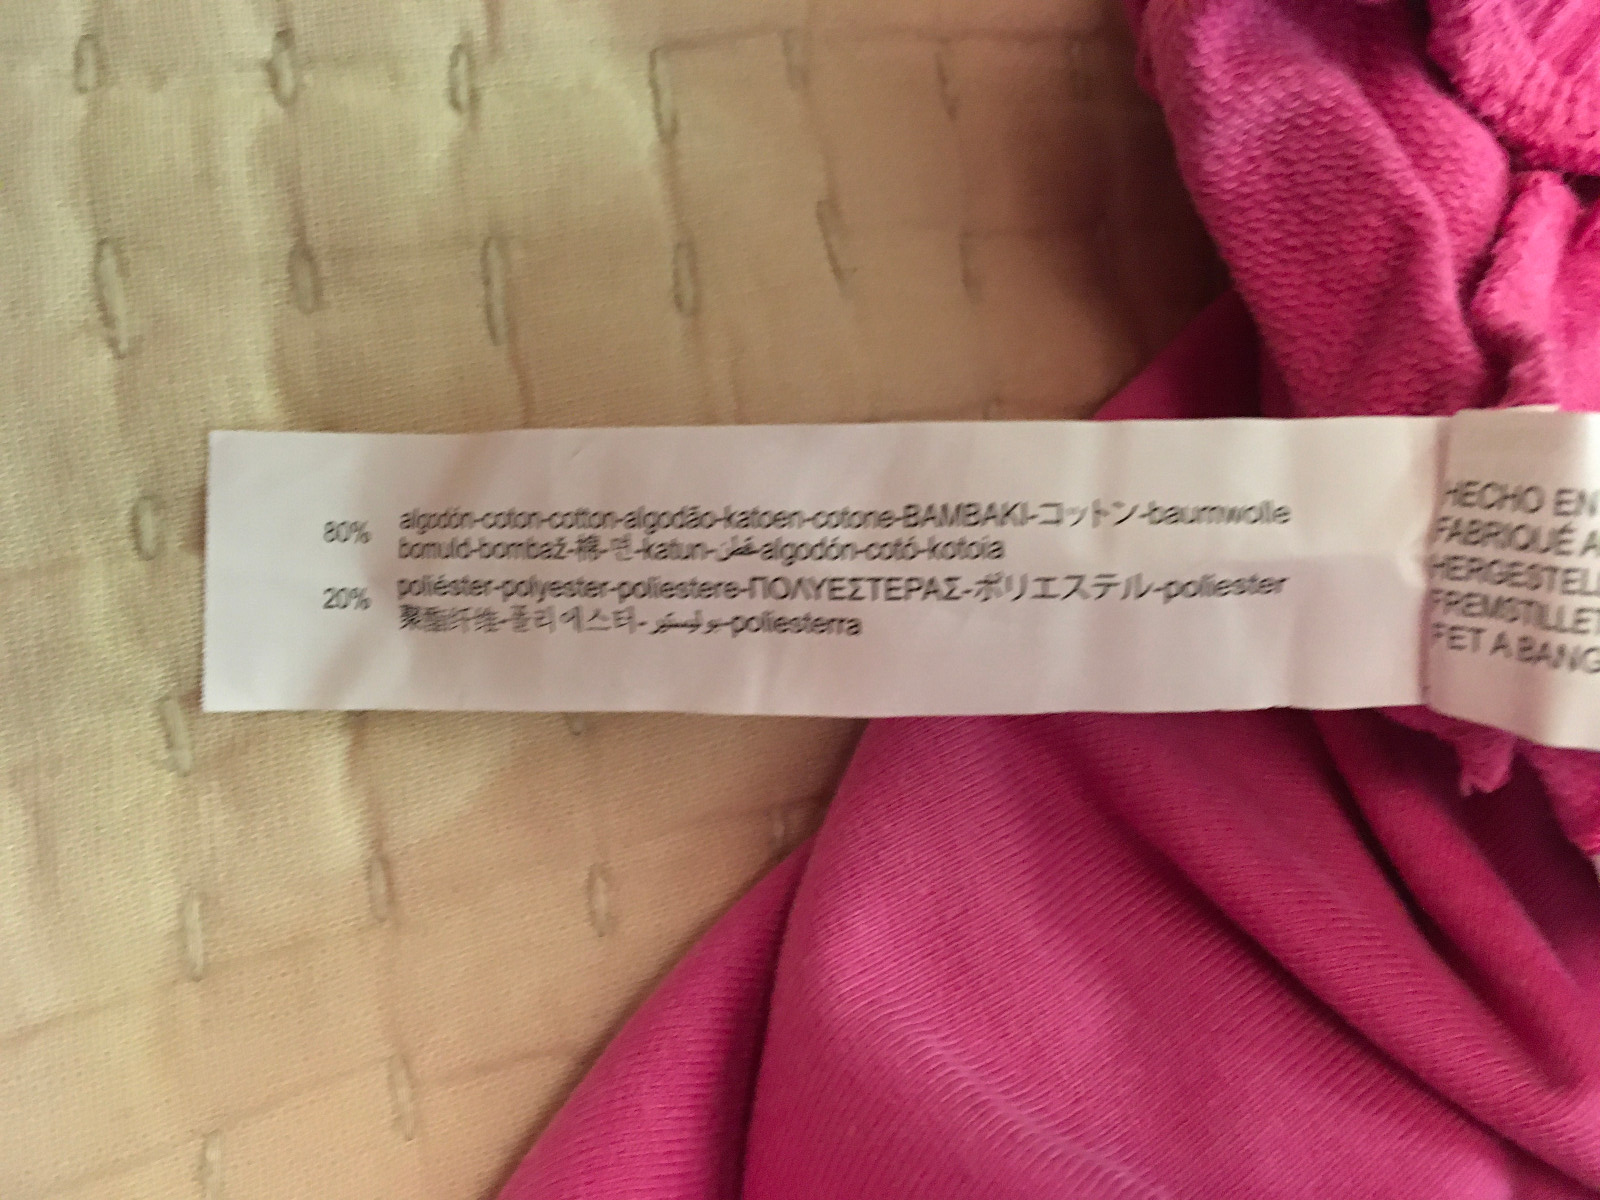 80% algodón-coton-cotton-algodão-katoen-cotone-BAMBAKI-コットン-baumwolle
bomuld-bombaž-棉-면-katun-قطن-algodón-cotó-kotoia
20% poliéster-polyester-poliestere-ΠΟΛΥΕΣΤΕΡΑΣ-ポリエステル-poliester
聚酯纤维-폴리에스터-بوليستر-poliesterra
HECHO EN
FABRIQUÉ
HERGESTELL
FREMSTILLET
FET A BANG